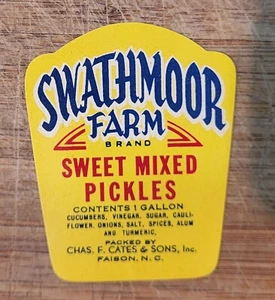 SWATHMOOR
FARM
BRAND
SWEET MIXED
PICKLES
CONTENTS 1 GALLON
CUCUMBERS, VINEGAR, SUGAR, CAULI-
FLOWER, ONIONS, SALT, SPICES, ALUM
AND TURMERIC,
PACKED BY
CHAS. F. CATES & SONS, Inc.
FAISON, N. C.